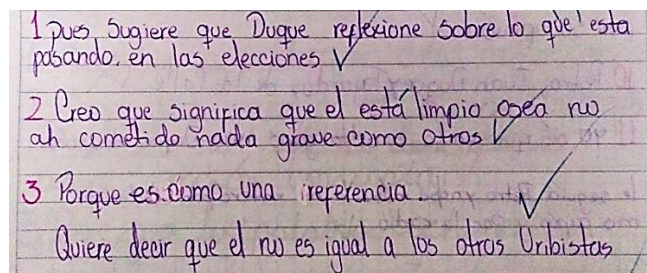 1 Pues, Sugiere que Duque reflexione sobre lo que esta
pasando. en las elecciones
2 Creo que significa que el está limpio osea no
ah cometido nada grave como otros
3 Porque es como una referencia.
Quiere decir que el no es igual a los otros Uribistas